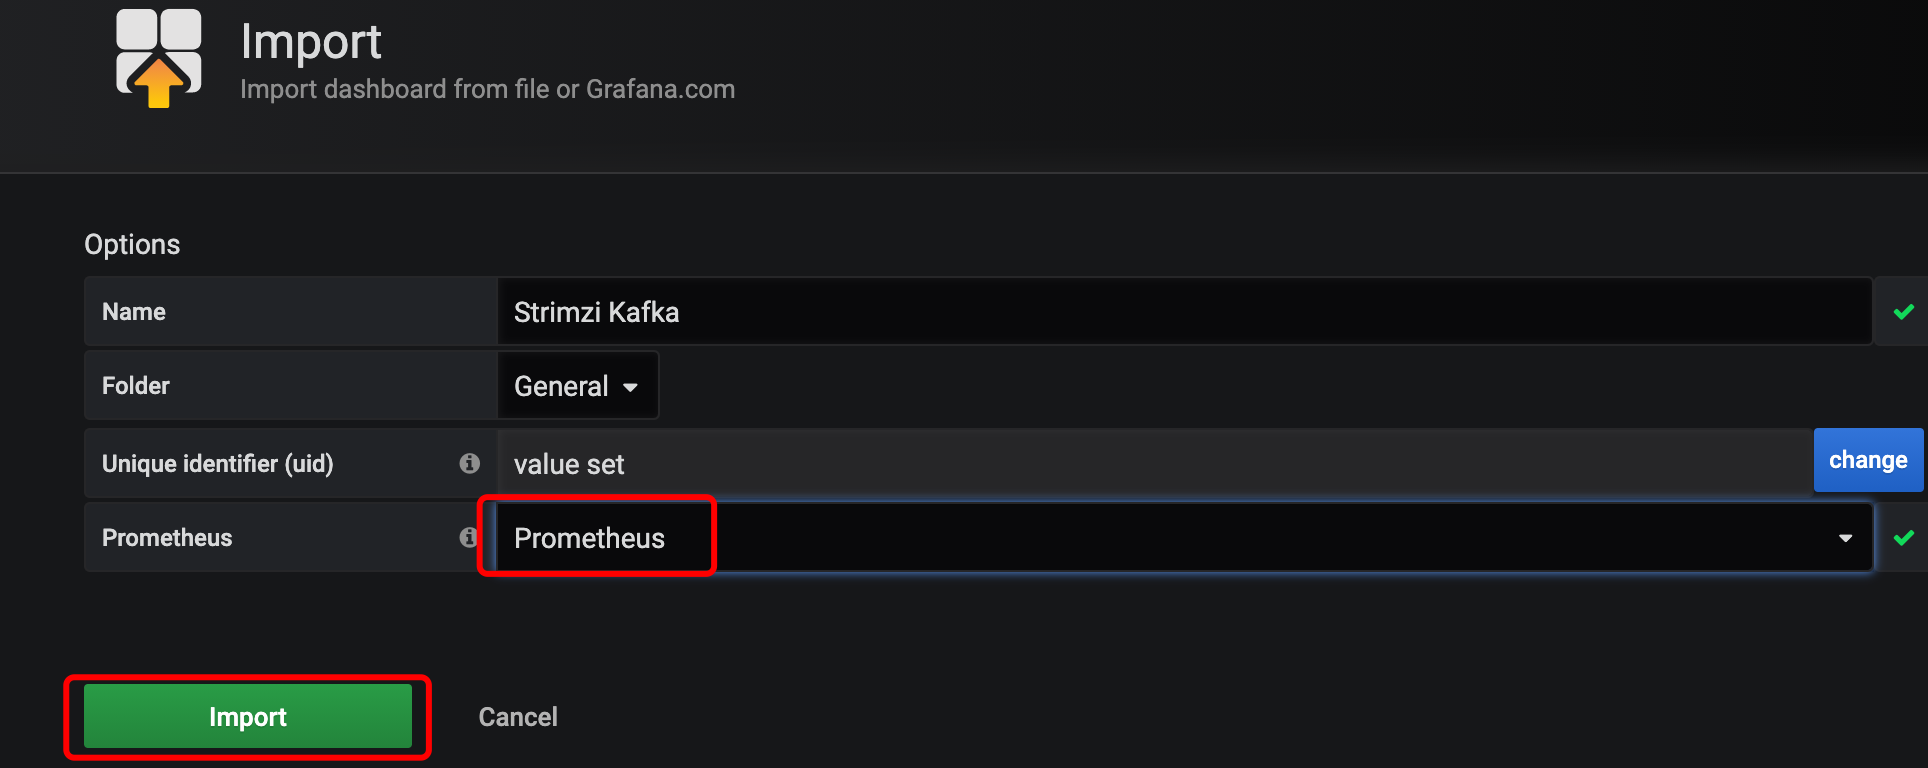 Import
Import dashboard from file or Grafana.com
Options
Name Strimzi Kafka
Folder General
Unique identifier (uid) value set change
Prometheus Prometheus
Import Cancel